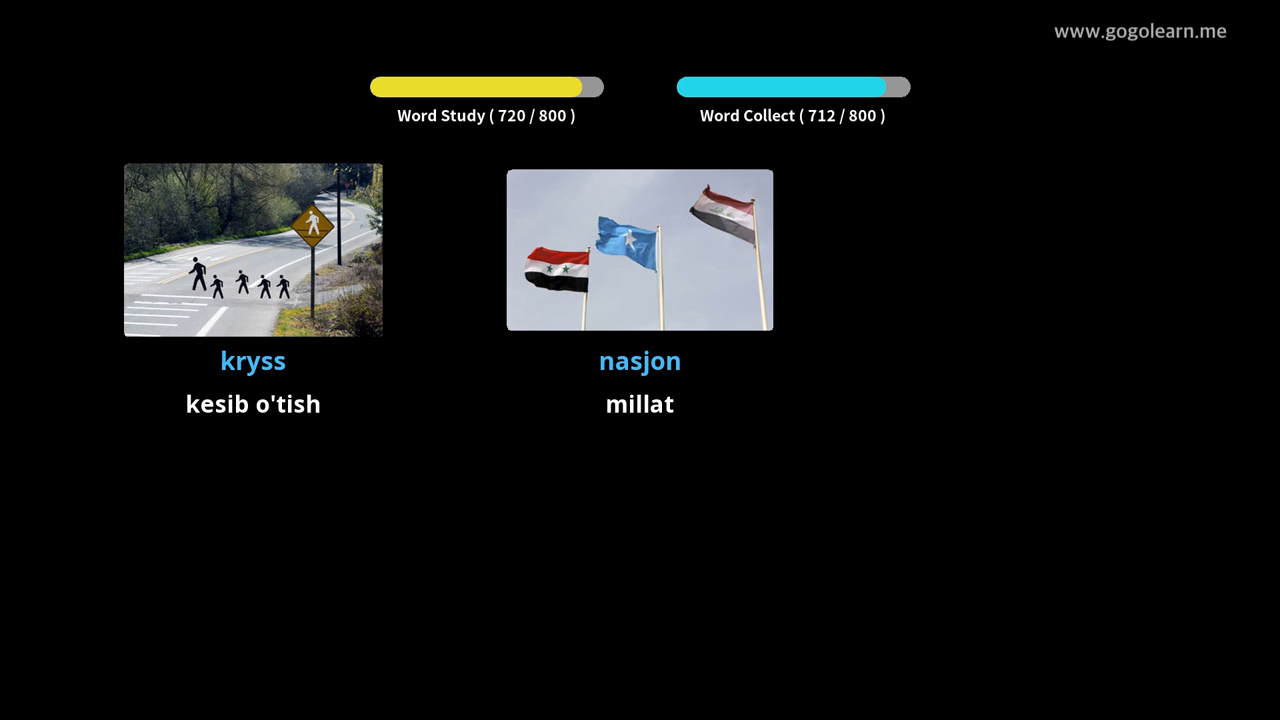 www.gogolearn.me
Word Study ( 720 / 800 )
Word Collect ( 712 / 800 )
kryss
nasjon
kesib o'tish
millat